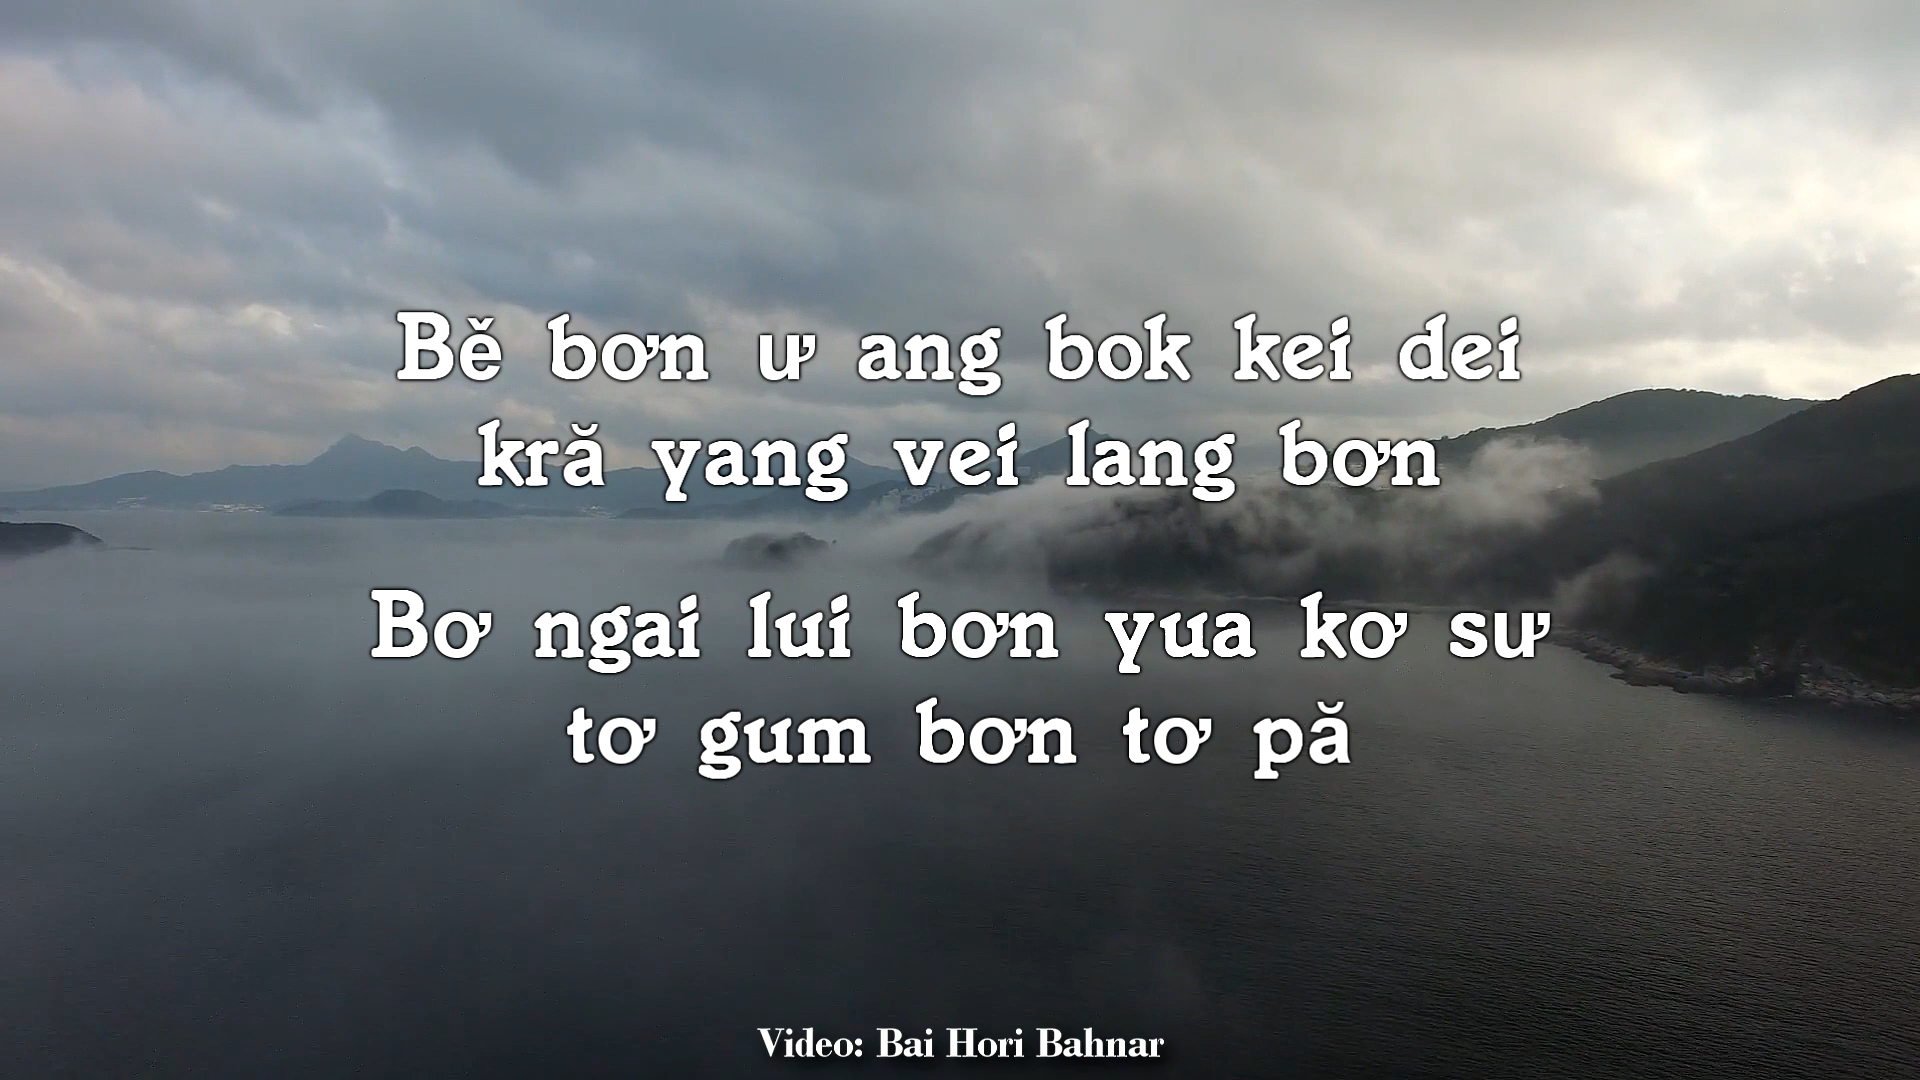 Bě bơn ư ang bok kei dei
kră yang vei lang bơn
Bơ ngai lui bơn yua kơ sư
tơ gum bơn tơ pă
Video: Bai Hori Bahnar